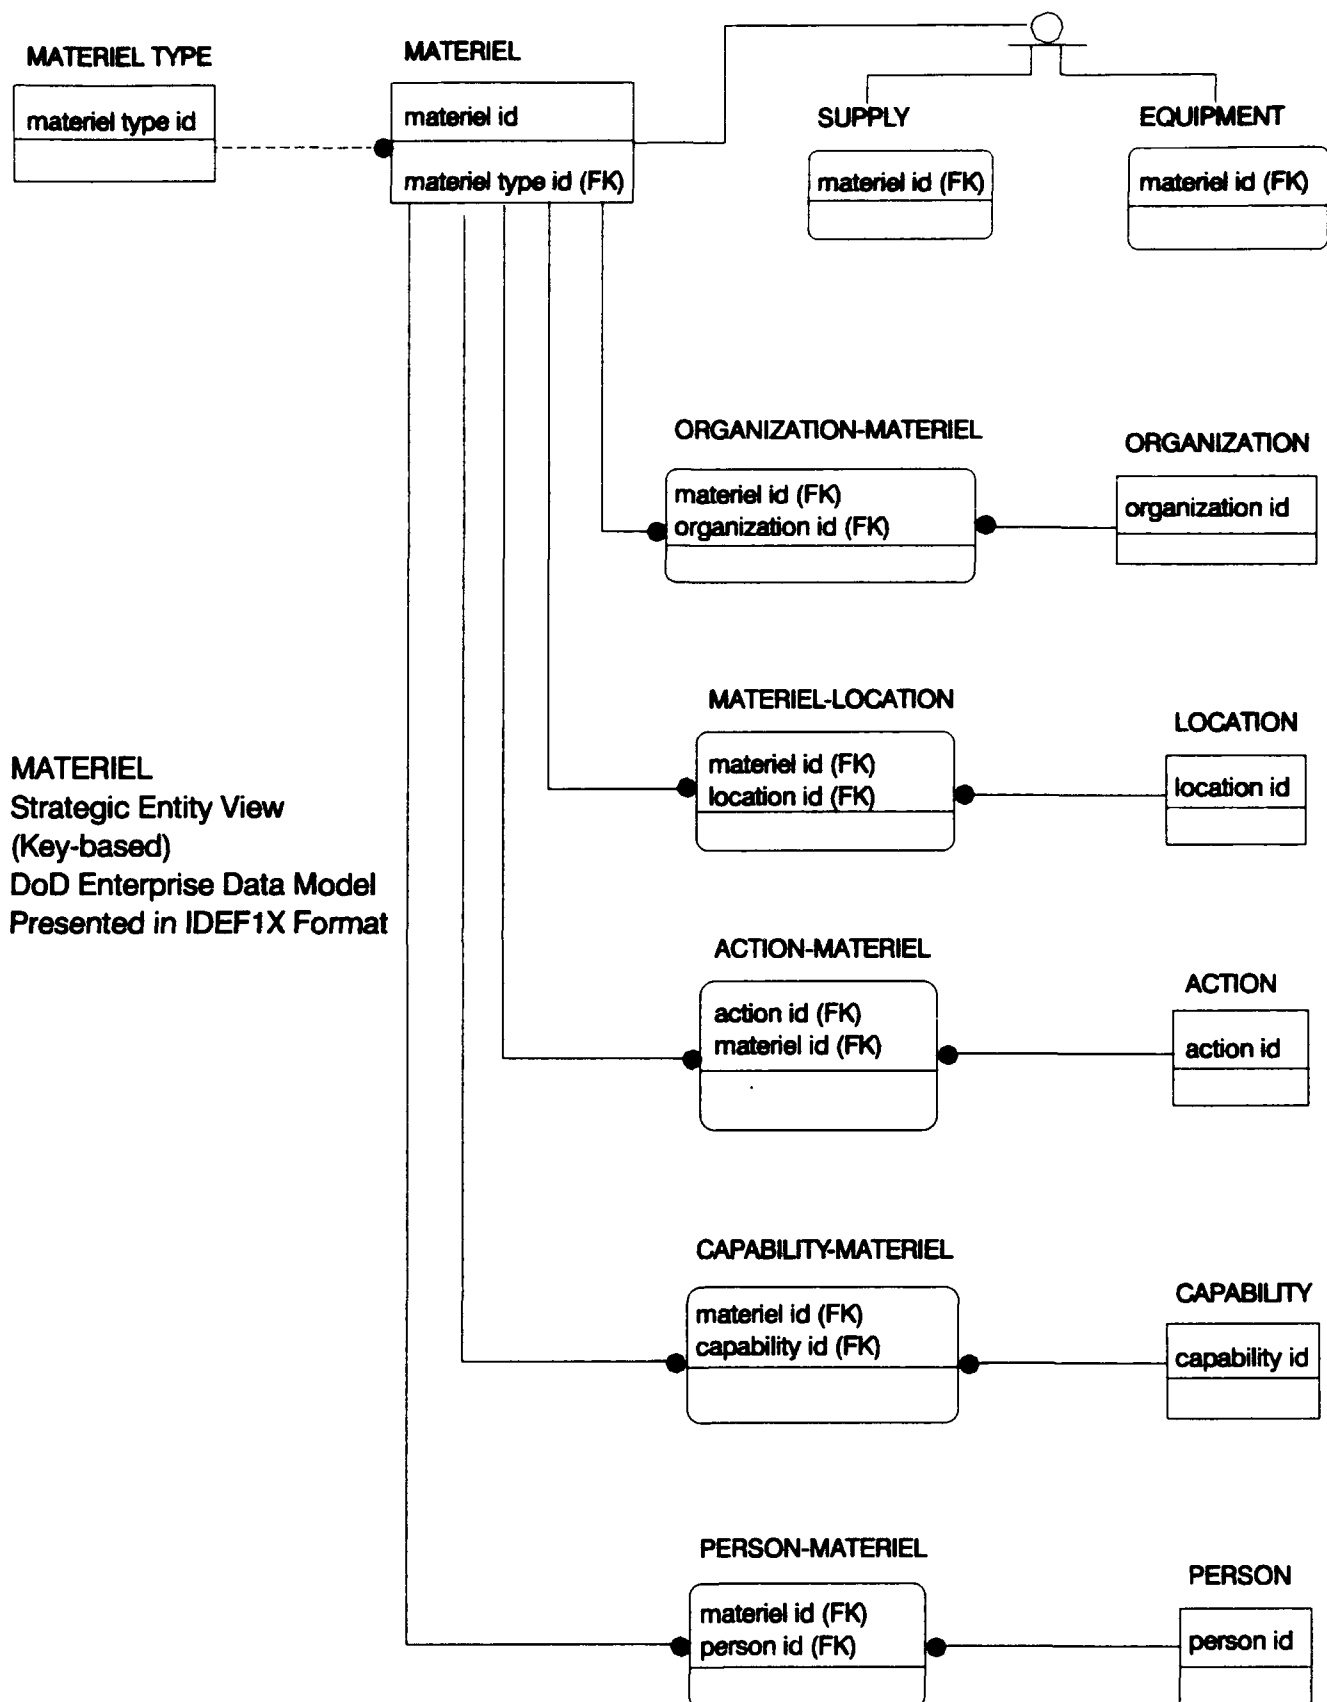 MATERIEL TYPE
materiel type id
MATERIEL
materiel id
materiel type id (FK)
SUPPLY
materiel id (FK)
EQUIPMENT
materiel id (FK)
ORGANIZATION-MATERIEL
materiel id (FK)
organization id (FK)
ORGANIZATION
organization id
MATERIEL-LOCATION
materiel id (FK)
location id (FK)
LOCATION
location id
MATERIEL
Strategic Entity View
(Key-based)
DoD Enterprise Data Model
Presented in IDEF1X Format
ACTION-MATERIEL
action id (FK)
materiel id (FK)
ACTION
action id
CAPABILITY-MATERIEL
materiel id (FK)
capability id (FK)
CAPABILITY
capability id
PERSON-MATERIEL
materiel id (FK)
person id (FK)
PERSON
person id